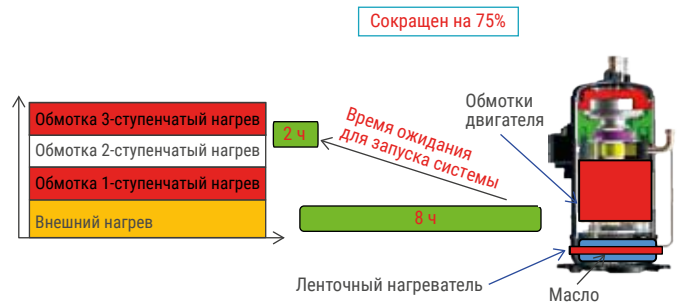 Сокращен на 75%
Обмотка 3-ступенчатый нагрев
Обмотка 2-ступенчатый нагрев
Обмотка 1-ступенчатый нагрев
Внешний нагрев
2 ч
Время ожидания
для запуска системы
8 ч
Обмотки
двигателя
Ленточный нагреватель
Масло